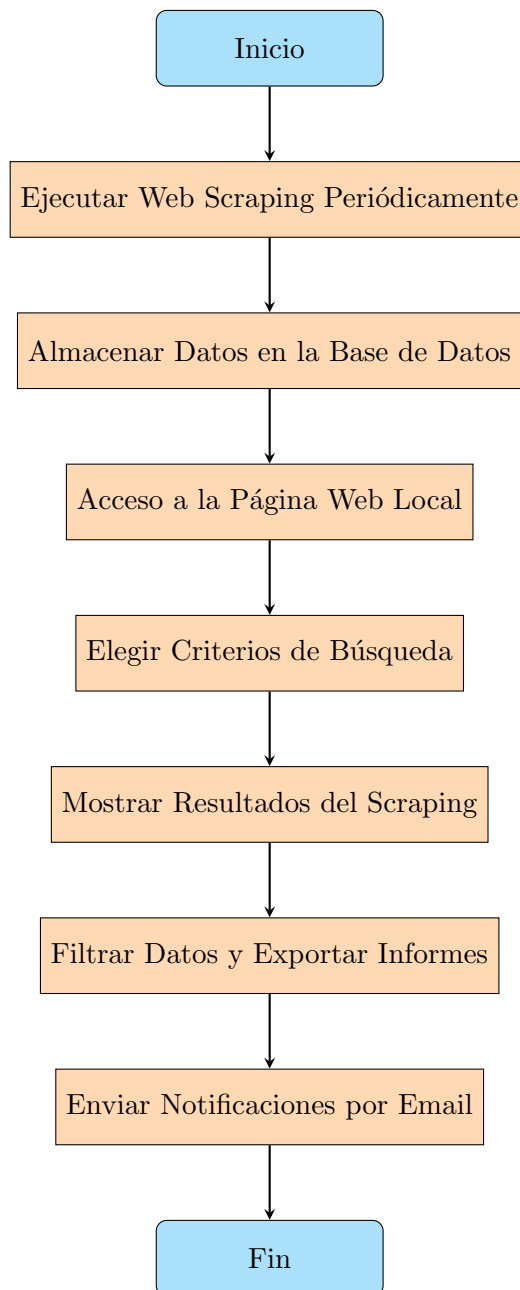 Inicio
Ejecutar Web Scraping Periódicamente
Almacenar Datos en la Base de Datos
Acceso a la Página Web Local
Elegir Criterios de Búsqueda
Mostrar Resultados del Scraping
Filtrar Datos y Exportar Informes
Enviar Notificaciones por Email
Fin